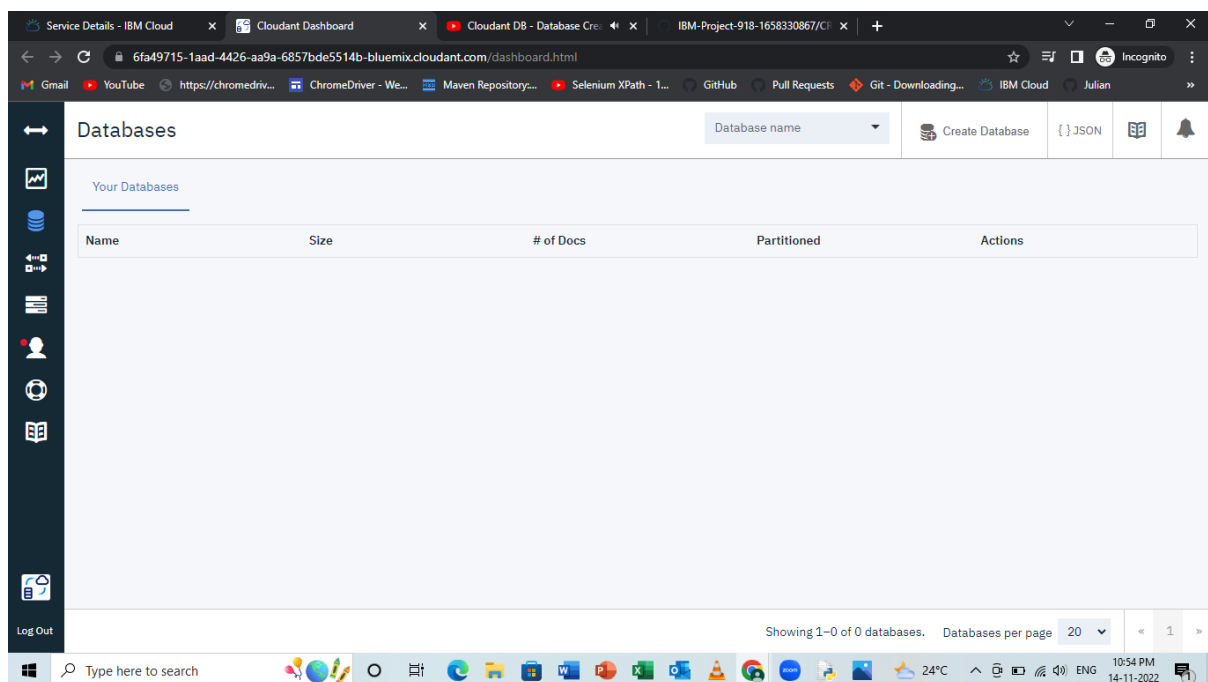 Service Details - IBM Cloud
Cloudant Dashboard
Cloudant DB - Database Crea
IBM-Project-918-1658330867/CR
6fa49715-1aad-4426-aa9a-6857bde5514b-bluemix.cloudant.com/dashboard.html
Incognito
Gmail
YouTube
https://chromedriv...
ChromeDriver - We...
Maven Repository:...
Selenium XPath - 1...
GitHub
Pull Requests
Git - Downloading...
IBM Cloud
Julian
»
Databases
Database name
Create Database
{ } JSON
Your Databases
Name Size # of Docs Partitioned Actions
Log Out
Showing 1–0 of 0 databases.
Databases per page 20
« 1 »
Type here to search
24°C
ENG
10:54 PM
14-11-2022